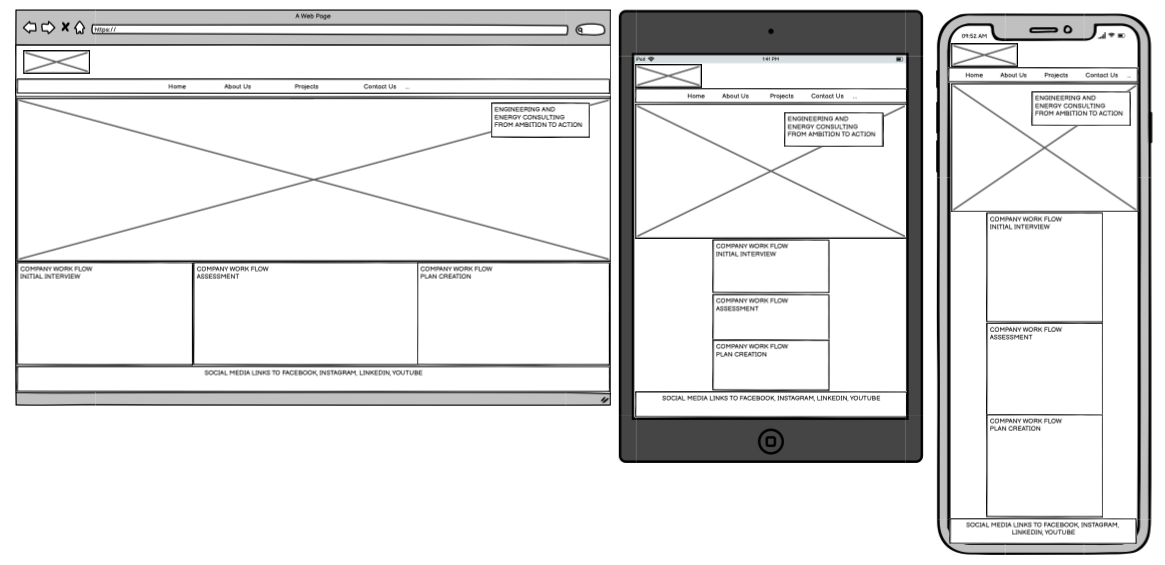 A Web Page
https://
Home About Us Projects Contact Us ...
ENGINEERING AND
ENERGY CONSULTING
FROM AMBITION TO ACTION
COMPANY WORK FLOW
INITIAL INTERVIEW
COMPANY WORK FLOW
ASSESSMENT
COMPANY WORK FLOW
PLAN CREATION
SOCIAL MEDIA LINKS TO FACEBOOK, INSTAGRAM, LINKEDIN, YOUTUBE
iPad 1:41 PM
Home About Us Projects Contact Us ...
ENGINEERING AND
ENERGY CONSULTING
FROM AMBITION TO ACTION
COMPANY WORK FLOW
INITIAL INTERVIEW
COMPANY WORK FLOW
ASSESSMENT
COMPANY WORK FLOW
PLAN CREATION
SOCIAL MEDIA LINKS TO FACEBOOK, INSTAGRAM, LINKEDIN, YOUTUBE
09:52 AM
Home About Us Projects Contact Us ...
ENGINEERING AND
ENERGY CONSULTING
FROM AMBITION TO ACTION
COMPANY WORK FLOW
INITIAL INTERVIEW
COMPANY WORK FLOW
ASSESSMENT
COMPANY WORK FLOW
PLAN CREATION
SOCIAL MEDIA LINKS TO FACEBOOK, INSTAGRAM,
LINKEDIN, YOUTUBE